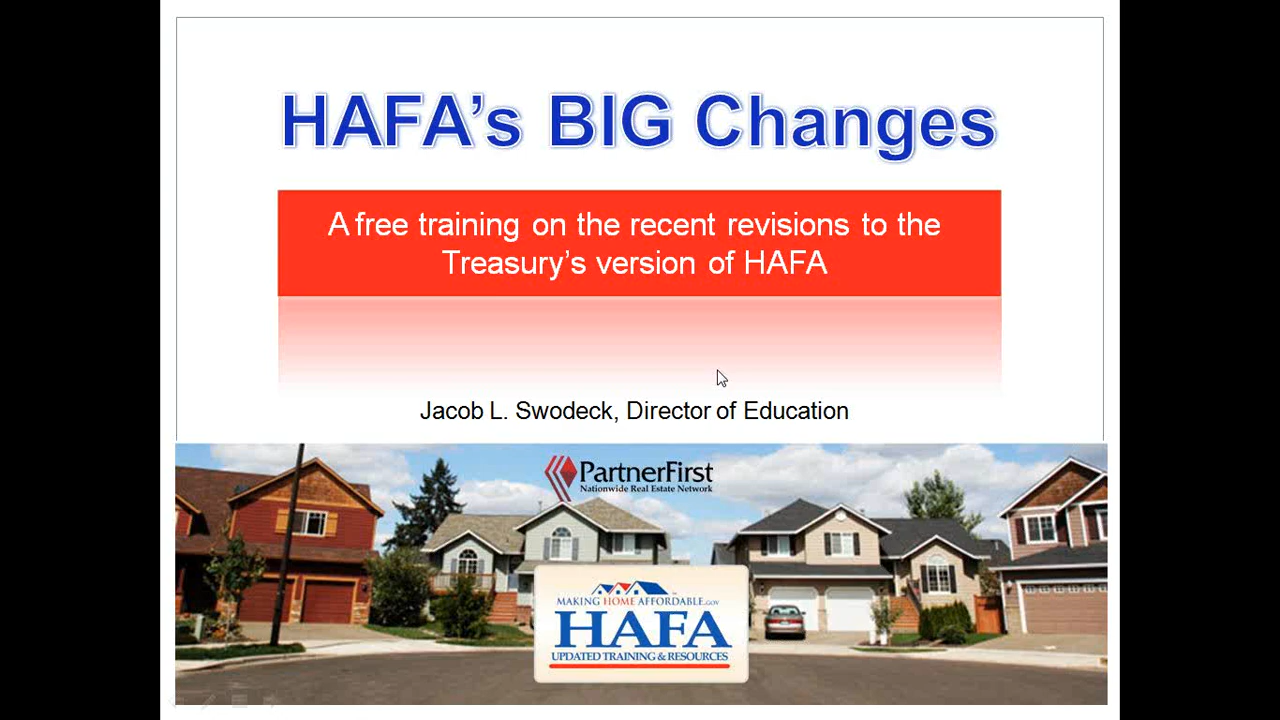 HAFA’s BIG Changes
A free training on the recent revisions to the
Treasury’s version of HAFA
Jacob L. Swodeck, Director of Education
PartnerFirst
Nationwide Real Estate Network
MAKING HOME AFFORDABLE.GOV
HAFA
UPDATED TRAINING & RESOURCES